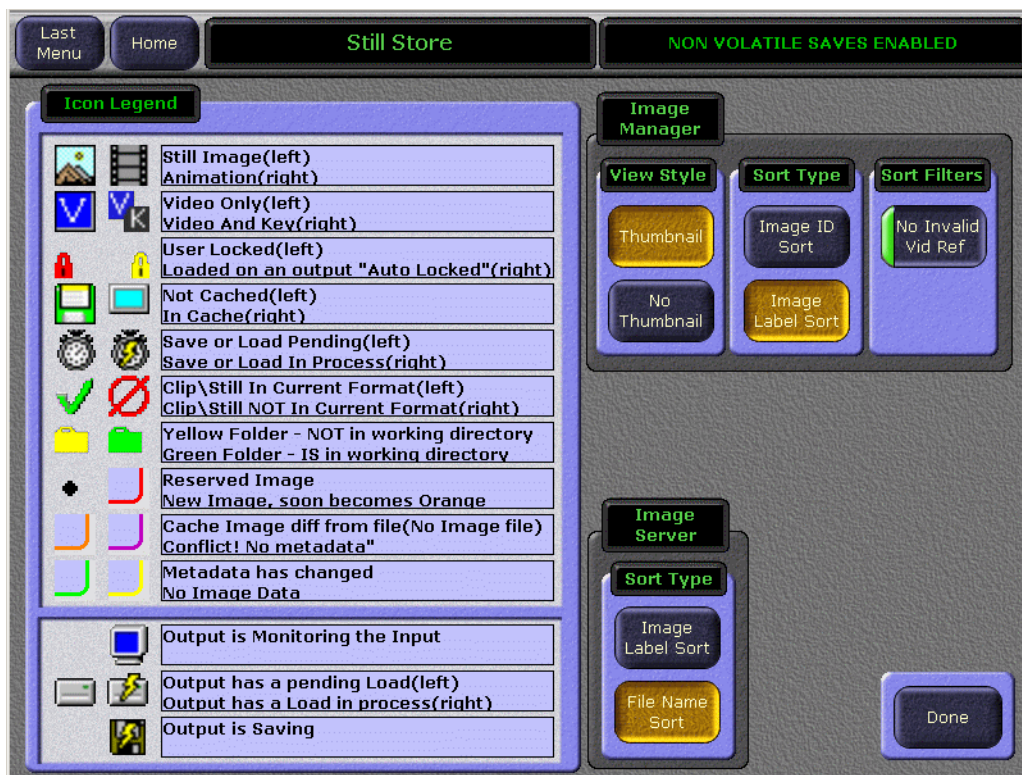 Last
Menu
Home
Still Store
NON VOLATILE SAVES ENABLED
Icon Legend
Still Image(left)
Animation(right)
V
V
K
Video Only(left)
Video And Key(right)
User Locked(left)
Loaded on an output "Auto Locked"(right)
Not Cached(left)
In Cache(right)
Save or Load Pending(left)
Save or Load In Process(right)
Clip\Still In Current Format(left)
Clip\Still NOT In Current Format(right)
Yellow Folder - NOT in working directory
Green Folder - IS in working directory
Reserved Image
New Image, soon becomes Orange
Cache Image diff from file(No Image file)
Conflict! No metadata"
Metadata has changed
No Image Data
Output is Monitoring the Input
Output has a pending Load(left)
Output has a Load in process(right)
Output is Saving
Image
Manager
View Style
Thumbnail
No
Thumbnail
Sort Type
Image ID
Sort
Image
Label Sort
Sort Filters
No Invalid
Vid Ref
Image
Server
Sort Type
Image
Label Sort
File Name
Sort
Done